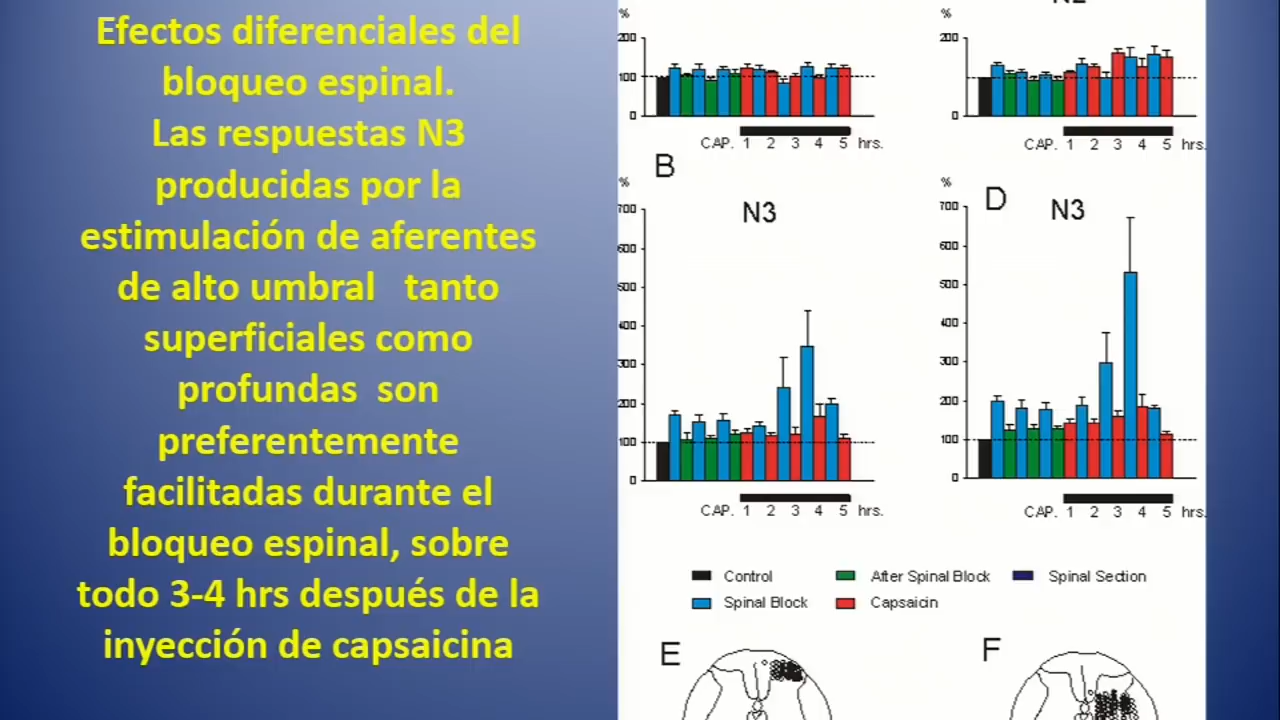 Efectos diferenciales del
bloqueo espinal.
Las respuestas N3
producidas por la
estimulación de aferentes
de alto umbral tanto
superficiales como
profundas son
preferentemente
facilitadas durante el
bloqueo espinal, sobre
todo 3-4 hrs después de la
inyección de capsaicina
%
200
100
0
CAP. 1 2 3 4 5 hrs.
%
200
100
0
CAP. 1 2 3 4 5 hrs.
B
N3
%
700
600
500
400
300
200
100
0
CAP. 1 2 3 4 5 hrs.
D
N3
%
700
600
500
400
300
200
100
0
CAP. 1 2 3 4 5 hrs.
Control
After Spinal Block
Spinal Section
Spinal Block
Capsaicin
E
F